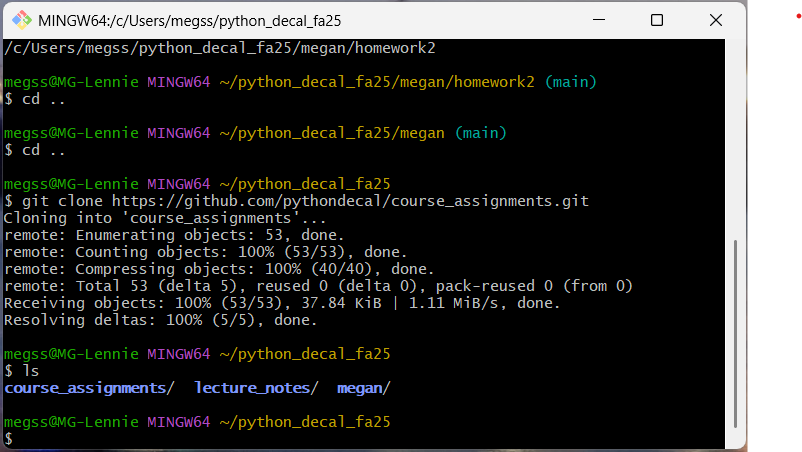 MINGW64:/c/Users/megss/python_decal_fa25
/c/Users/megss/python_decal_fa25/megan/homework2
megss@MG-Lennie MINGW64 ~/python_decal_fa25/megan/homework2 (main)
$ cd ..
megss@MG-Lennie MINGW64 ~/python_decal_fa25/megan (main)
$ cd ..
megss@MG-Lennie MINGW64 ~/python_decal_fa25
$ git clone https://github.com/pythondecal/course_assignments.git
Cloning into 'course_assignments'...
remote: Enumerating objects: 53, done.
remote: Counting objects: 100% (53/53), done.
remote: Compressing objects: 100% (40/40), done.
remote: Total 53 (delta 5), reused 0 (delta 0), pack-reused 0 (from 0)
Receiving objects: 100% (53/53), 37.84 KiB | 1.11 MiB/s, done.
Resolving deltas: 100% (5/5), done.
megss@MG-Lennie MINGW64 ~/python_decal_fa25
$ ls
course_assignments/  lecture_notes/  megan/
megss@MG-Lennie MINGW64 ~/python_decal_fa25
$